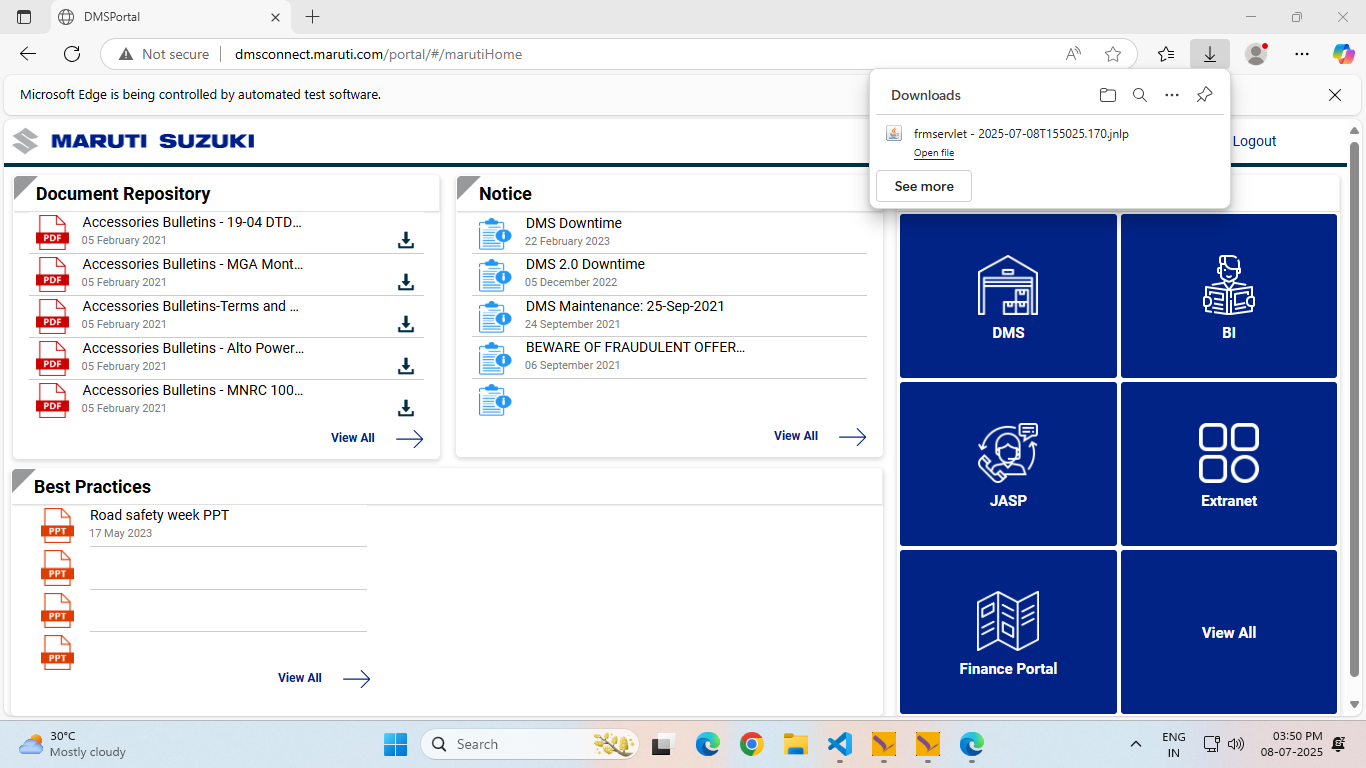 DMSPortal
Not secure
dmsconnect.maruti.com/portal/#/marutiHome
Microsoft Edge is being controlled by automated test software.
Downloads
frmservlet - 2025-07-08T155025.170.jnlp
Open file
See more
MARUTI SUZUKI
Logout
Document Repository
Accessories Bulletins - 19-04 DTD...
05 February 2021
Accessories Bulletins - MGA Mont...
05 February 2021
Accessories Bulletins-Terms and ...
05 February 2021
Accessories Bulletins - Alto Power...
05 February 2021
Accessories Bulletins - MNRC 100...
05 February 2021
PDF
PDF
PDF
PDF
PDF
View All
Notice
DMS Downtime
22 February 2023
DMS 2.0 Downtime
05 December 2022
DMS Maintenance: 25-Sep-2021
24 September 2021
BEWARE OF FRAUDULENT OFFER...
06 September 2021
View All
Best Practices
Road safety week PPT
17 May 2023
PPT
PPT
PPT
PPT
View All
DMS
BI
JASP
Extranet
Finance Portal
View All
30°C
Mostly cloudy
Search
ENG
IN
03:50 PM
08-07-2025